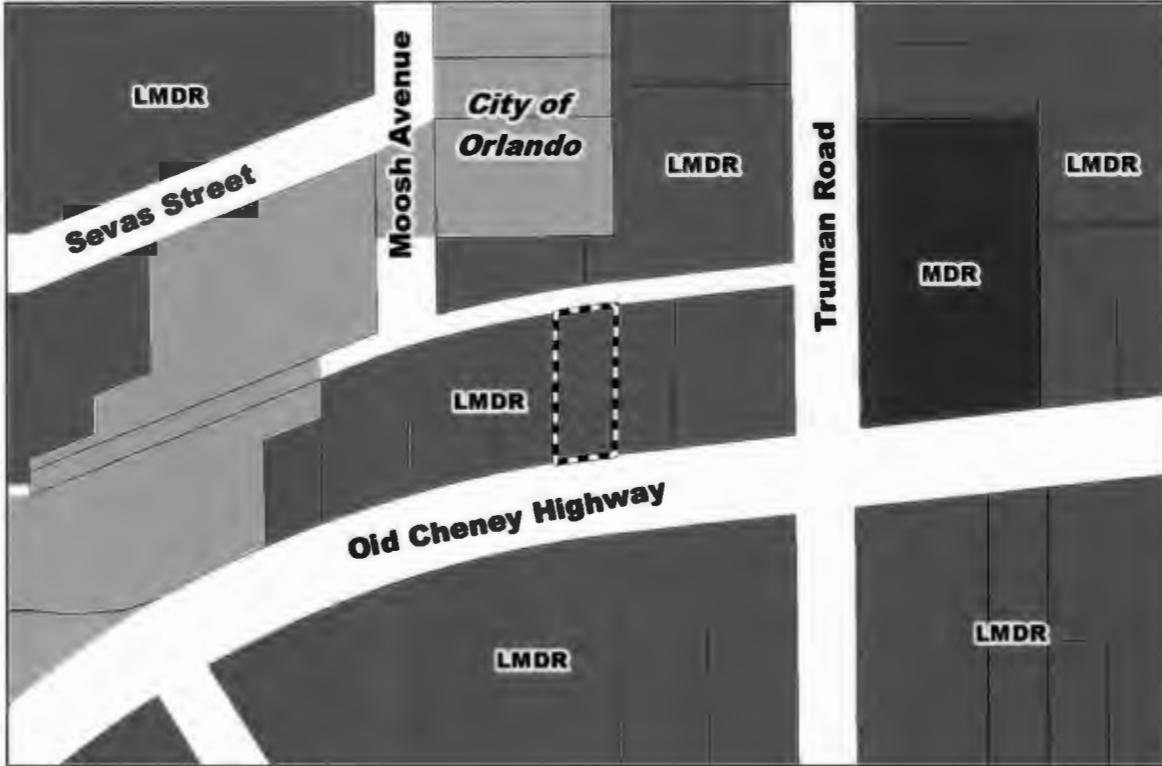 LMDR
Moosh Avenue
City of
Orlando
LMDR
Truman Road
LMDR
Sevas Street
MDR
LMDR
Old Cheney Highway
LMDR
LMDR